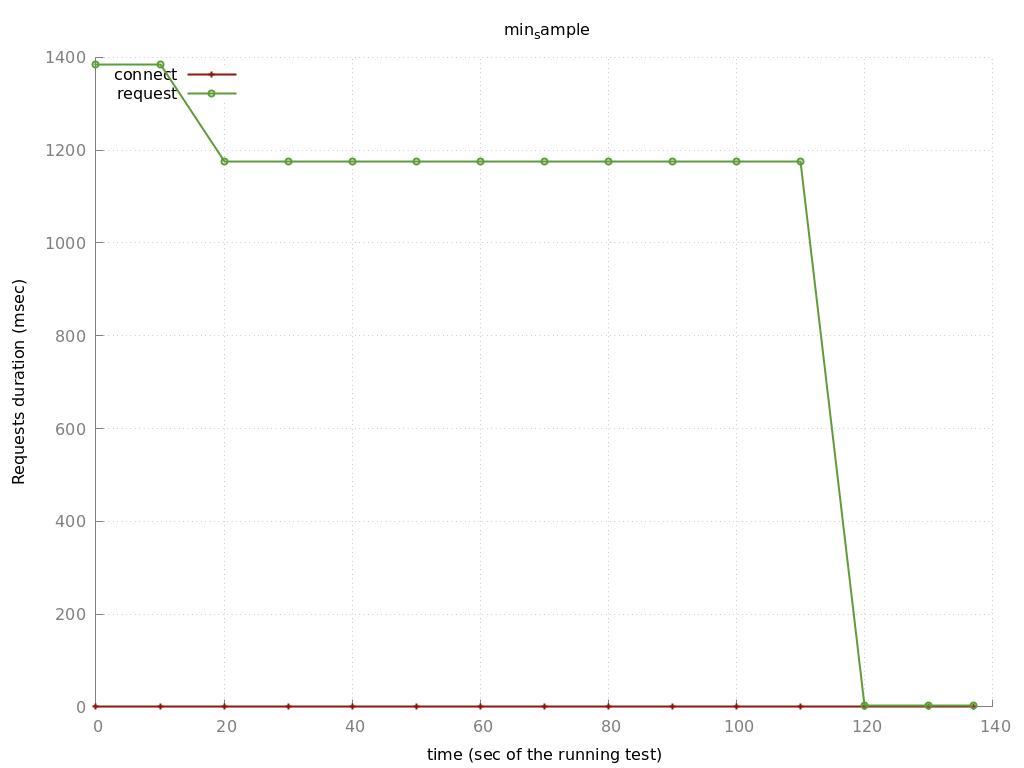 min_sample
1400
1200
1000
800
600
400
200
0
connect
request
Requests duration (msec)
0 20 40 60 80 100 120 140
time (sec of the running test)